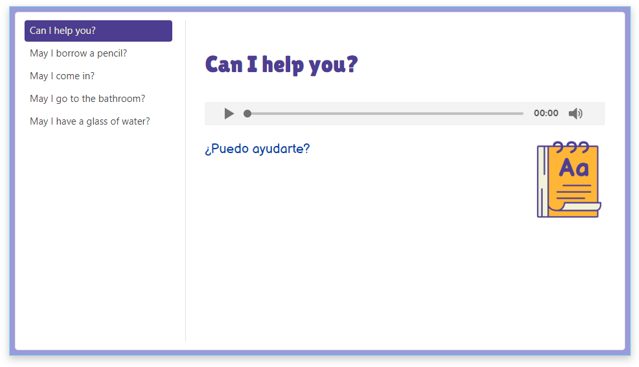 Can I help you?
May I borrow a pencil?
May I come in?
May I go to the bathroom?
May I have a glass of water?
Can I help you?
00:00
¿Puedo ayudarte?
Aa